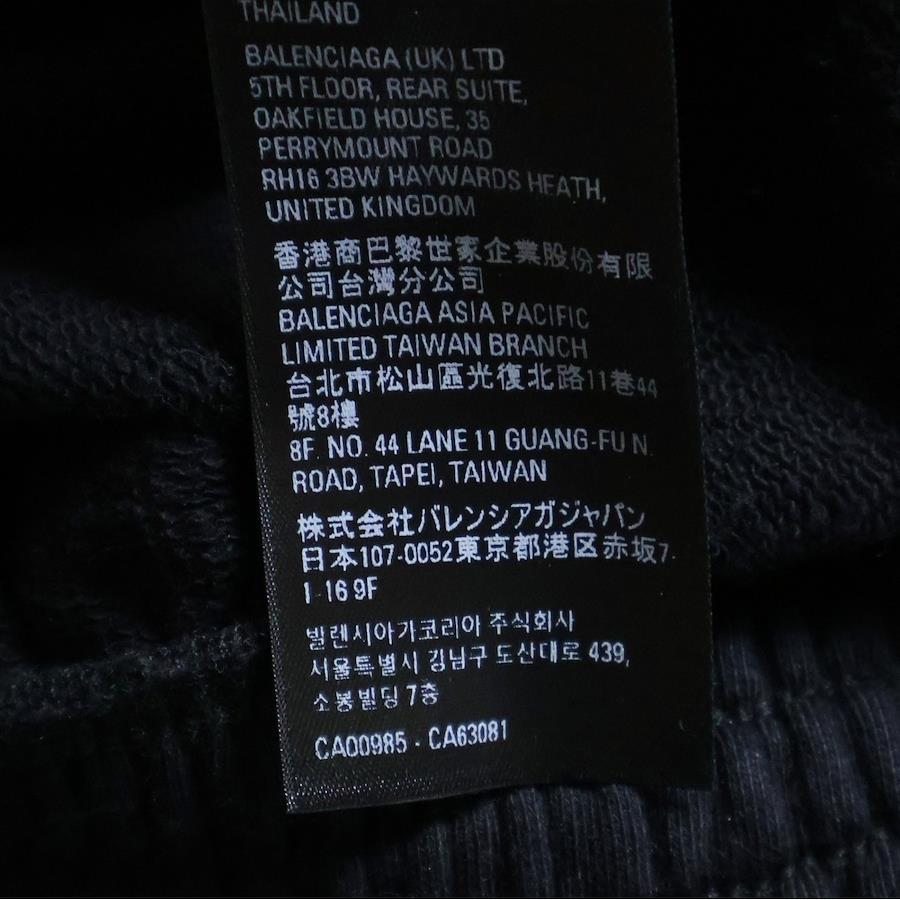 THAILAND
BALENCIAGA (UK) LTD
5TH FLOOR, REAR SUITE,
OAKFIELD HOUSE, 35
PERRYMOUNT ROAD
RH16 3BW HAYWARDS HEATH,
UNITED KINGDOM
香港商巴黎世家企業股份有限
公司台灣分公司
BALENCIAGA ASIA PACIFIC
LIMITED TAIWAN BRANCH
台北市松山區光復北路11巷44
號8樓
8F. NO. 44 LANE 11 GUANG-FU N.
ROAD, TAPEI, TAIWAN
株式会社バレンシアガジャパン
日本107-0052東京都港区赤坂7-
1-16 9F
발렌시아가코리아 주식회사
서울특별시 강남구 도산대로 439,
소봉빌딩 7층
CA00985 - CA63081